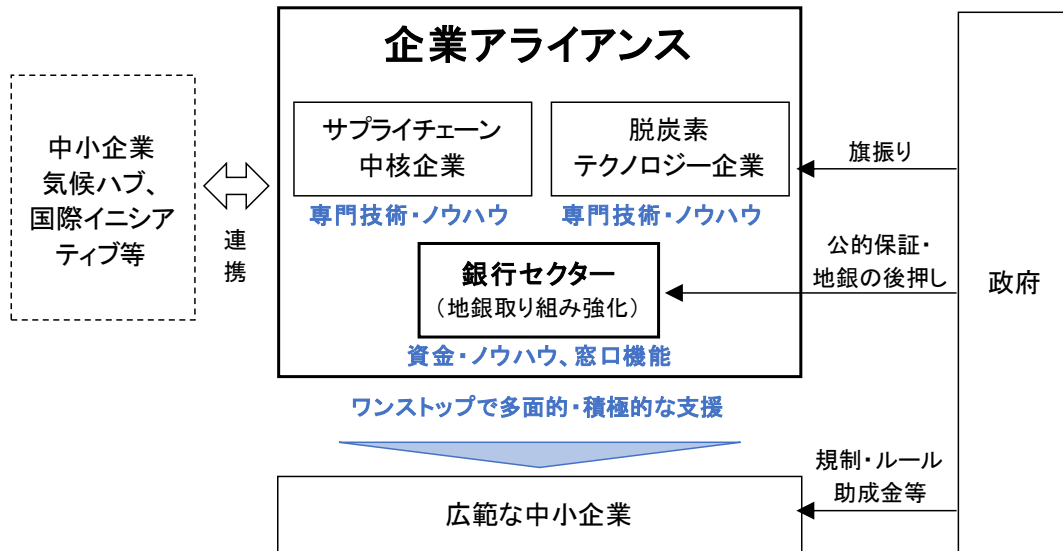 企業アライアンス
中小企業
気候ハブ、
国際イニシア
ティブ等
連
携
サプライチェーン
中核企業
専門技術・ノウハウ
脱炭素
テクノロジー企業
専門技術・ノウハウ
銀行セクター
（地銀取り組み強化）
資金・ノウハウ、窓口機能
旗振り
公的保証・
地銀の後押し
政府
ワンストップで多面的・積極的な支援
規制・ルール
助成金等
広範な中小企業